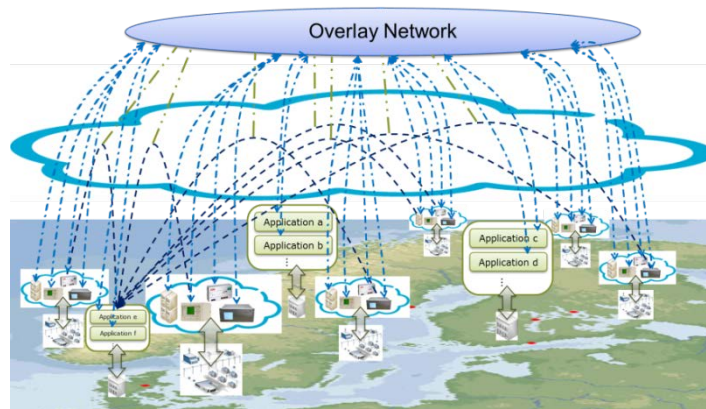 Overlay Network
Application a
Application b
⋮
Application c
Application d
⋮
Application e
Application f